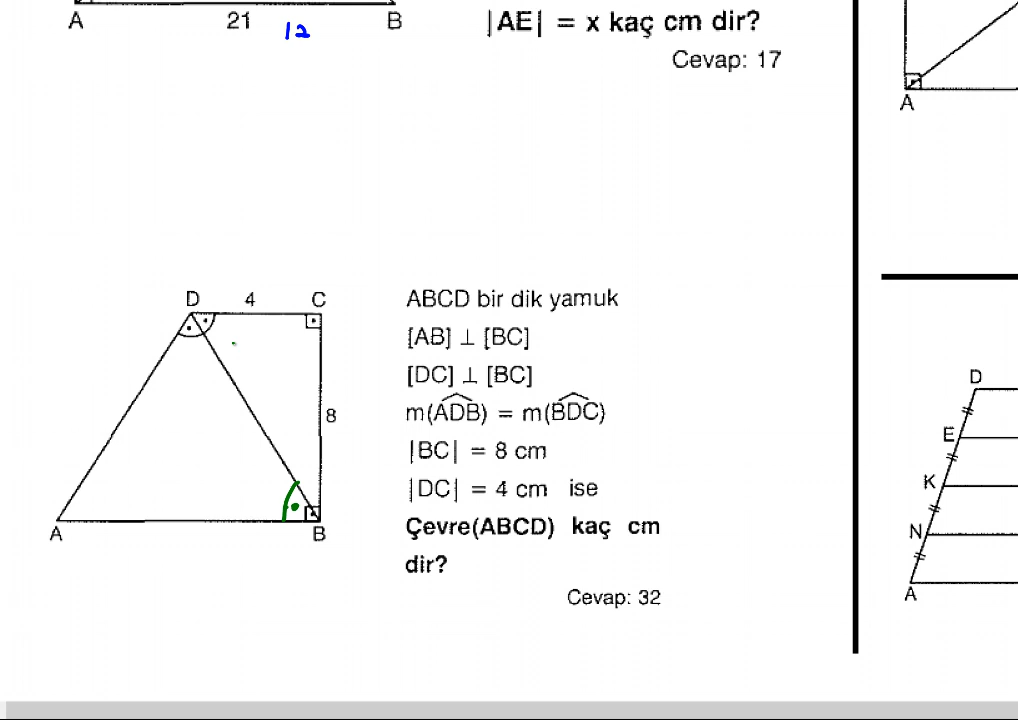 A 21 12 B
|AE| = x kaç cm dir?
Cevap: 17
A
D 4 C
8
A B
ABCD bir dik yamuk
[AB] ⊥ [BC]
[DC] ⊥ [BC]
m(ADB) = m(BDC)
|BC| = 8 cm
|DC| = 4 cm ise
Çevre(ABCD) kaç cm
dir?
Cevap: 32
D
E
K
N
A